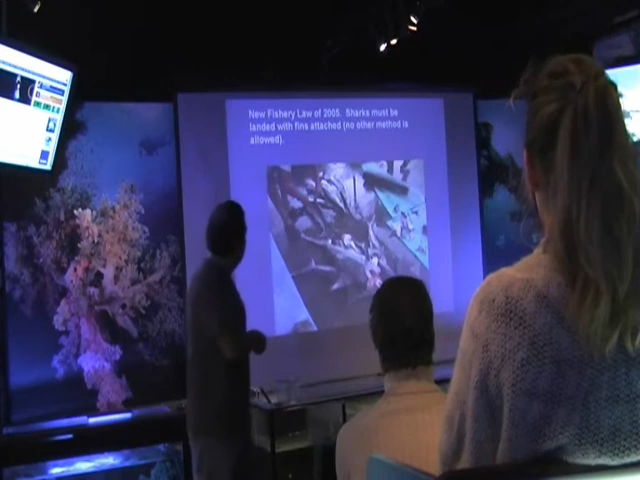 New Fishery Law of 2005. Sharks must be
landed with fins attached (no other method is
allowed).